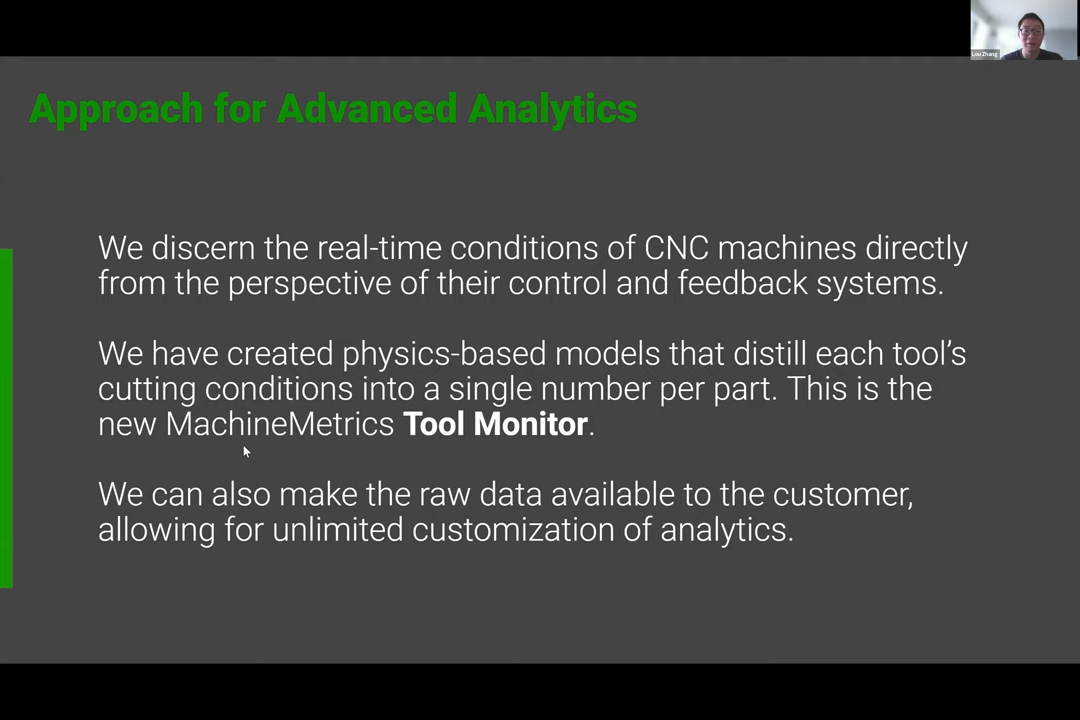 Lou Zhang
Approach for Advanced Analytics
We discern the real-time conditions of CNC machines directly
from the perspective of their control and feedback systems.
We have created physics-based models that distill each tool’s
cutting conditions into a single number per part. This is the
new MachineMetrics Tool Monitor.
We can also make the raw data available to the customer,
allowing for unlimited customization of analytics.